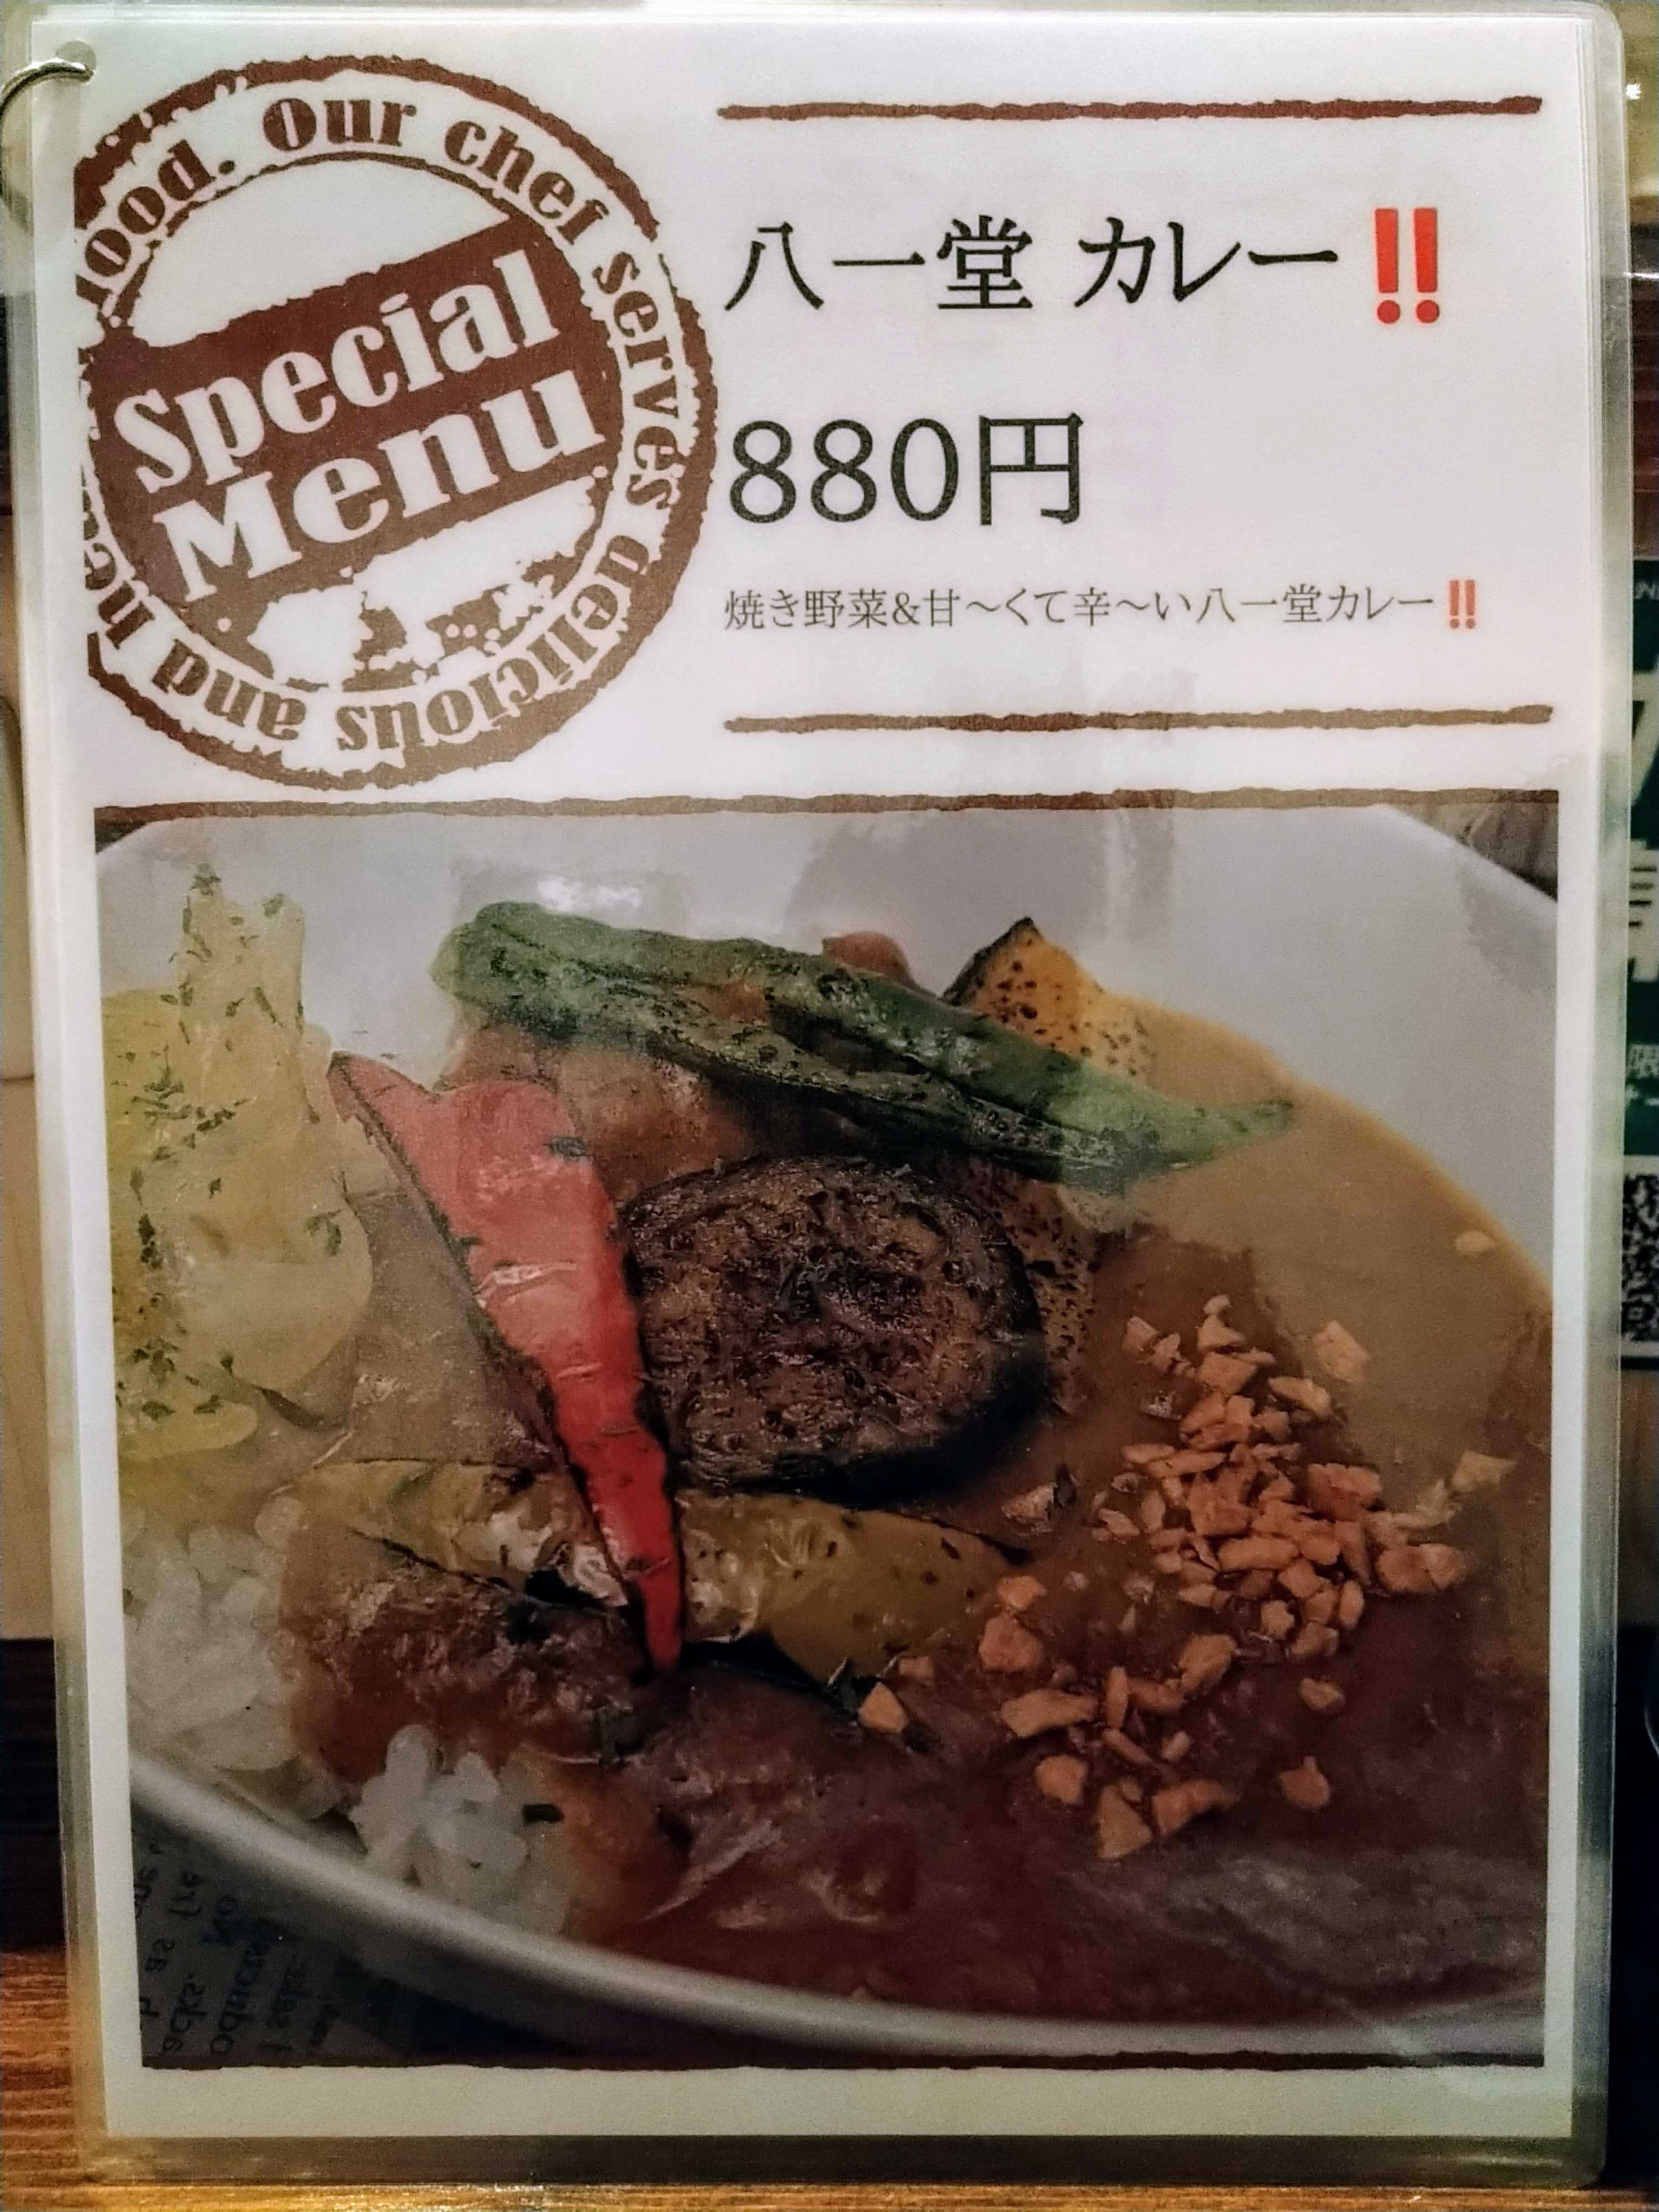 food. Our chef serves delicious and
Special
Menu
八一堂 カレー‼
880円
焼き野菜&甘〜くて辛〜い八一堂カレー‼